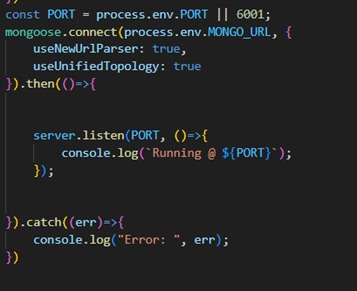 })
const PORT = process.env.PORT || 6001;
mongoose.connect(process.env.MONGO_URL, {
    useNewUrlParser: true,
    useUnifiedTopology: true
}).then(()=>{
    server.listen(PORT, ()=>{
        console.log(`Running @ ${PORT}`);
    });
}).catch((err)=>{
    console.log("Error: ", err);
})